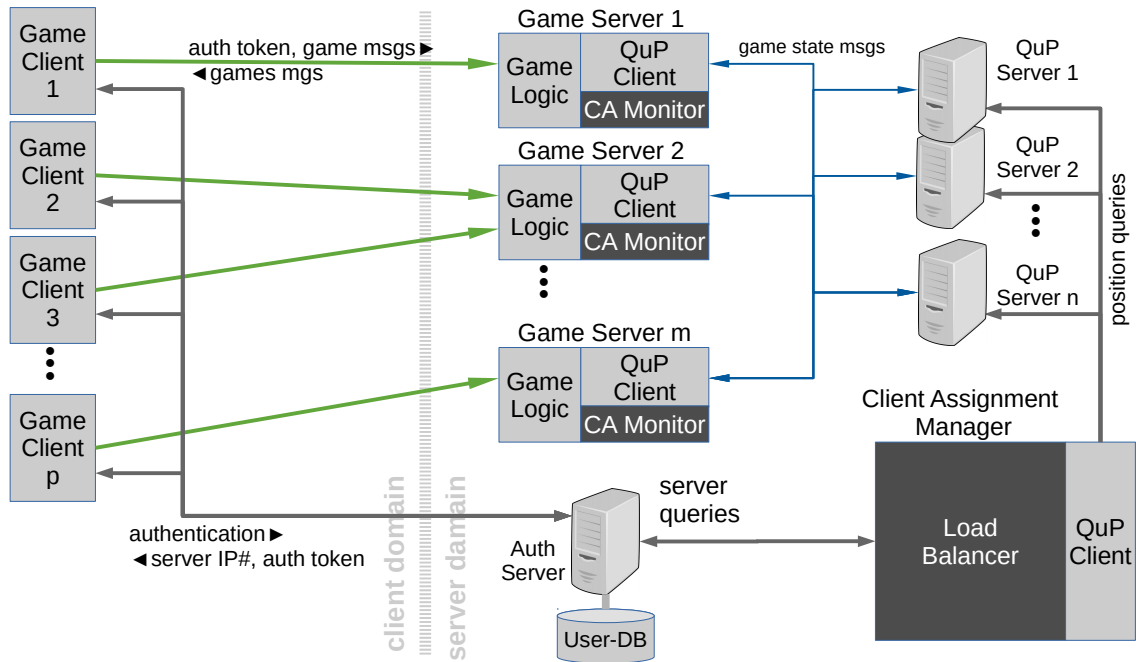 Game
Client
1
Game
Client
2
Game
Client
3
Game
Client
p
auth token, game msgs►
◄games mgs
authentication►
◄server IP#, auth token
client domain
server damain
Game Server 1
Game
Logic
QuP
Client
CA Monitor
Game Server 2
Game
Logic
QuP
Client
CA Monitor
Game Server m
Game
Logic
QuP
Client
CA Monitor
game state msgs
QuP
Server 1
QuP
Server 2
QuP
Server n
position queries
Client Assignment
Manager
Load
Balancer
QuP
Client
server
queries
Auth
Server
User-DB